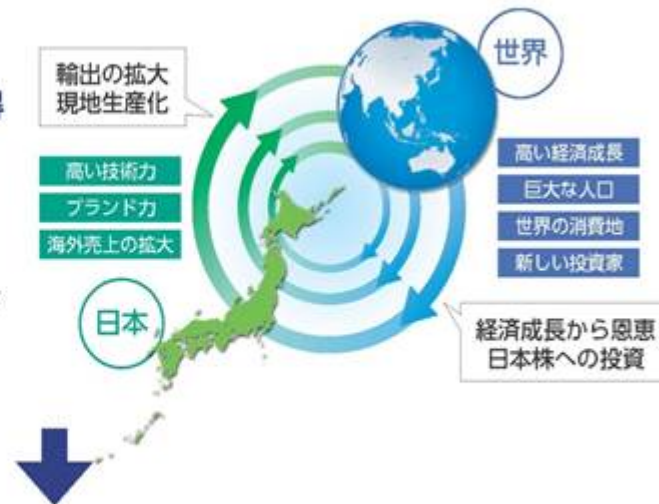 世界
輸出の拡大
現地生産化
高い技術力
ブランド力
海外売上の拡大
日本
高い経済成長
巨大な人口
世界の消費地
新しい投資家
経済成長から恩恵
日本株への投資